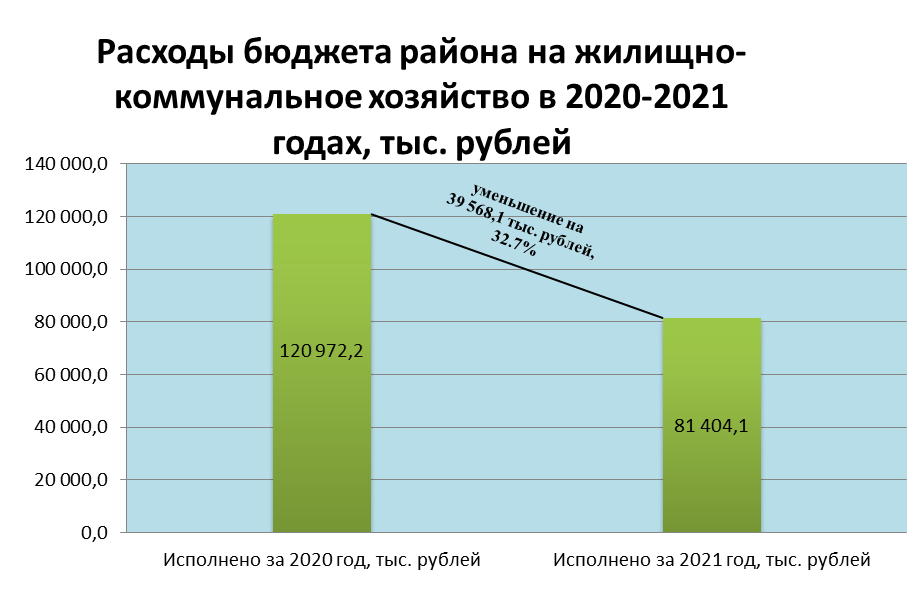 Расходы бюджета района на жилищно-
коммунальное хозяйство в 2020-2021
годах, тыс. рублей
140 000,0
120 000,0
100 000,0
80 000,0
60 000,0
40 000,0
20 000,0
0,0
уменьшение на
39 568,1 тыс. рублей,
32.7%
120 972,2
81 404,1
Исполнено за 2020 год, тыс. рублей
Исполнено за 2021 год, тыс. рублей